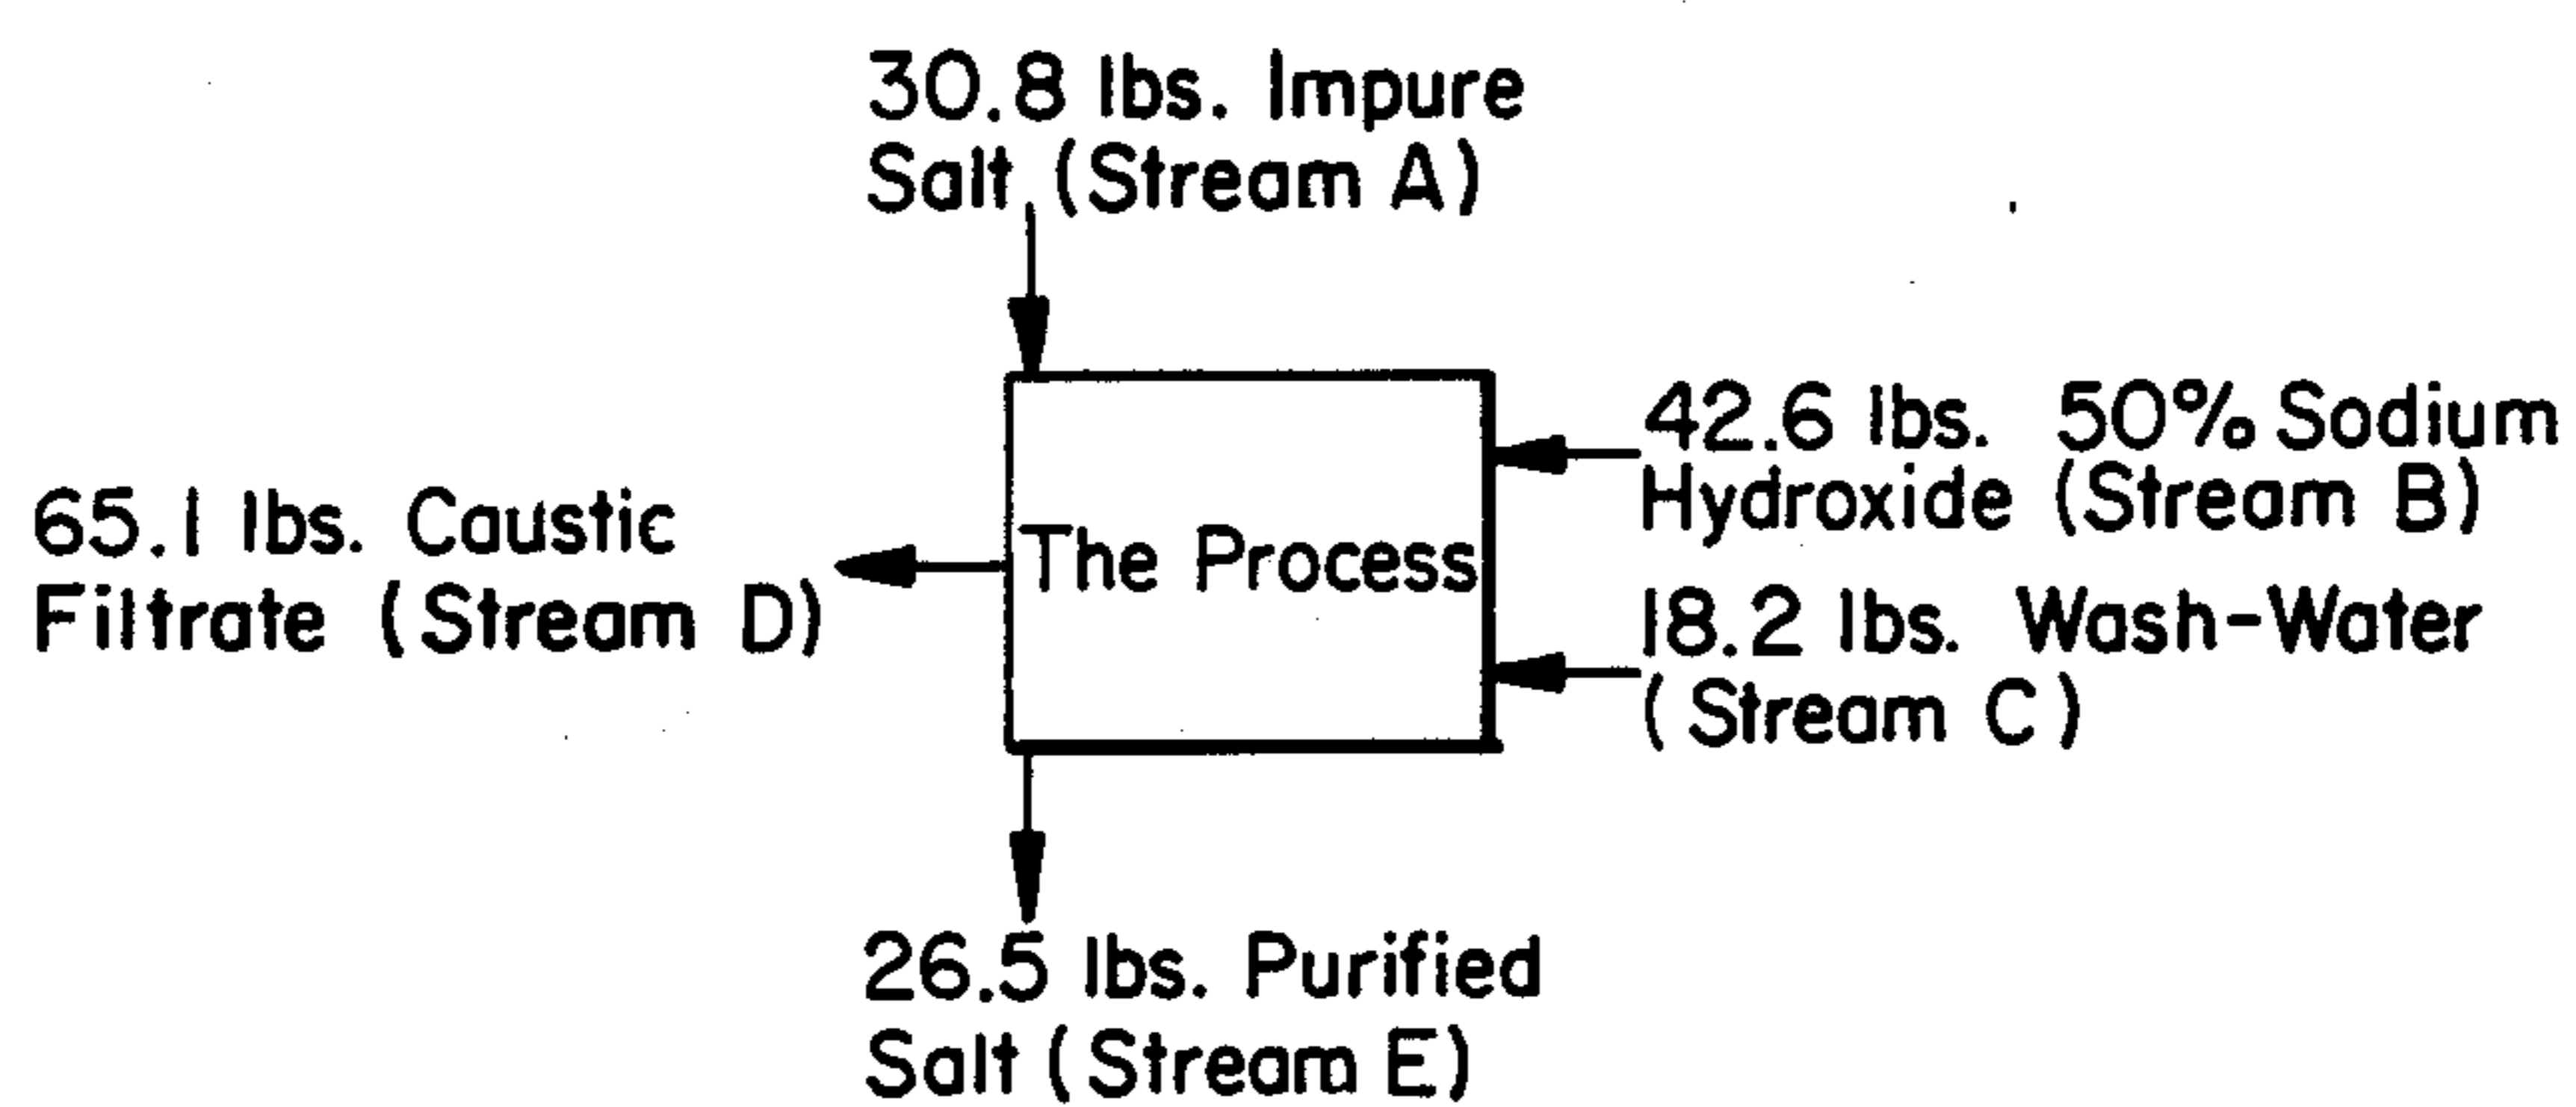 30.8 lbs. Impure
Salt (Stream A)
42.6 lbs. 50% Sodium
Hydroxide (Stream B)
65.1 lbs. Caustic
Filtrate (Stream D)
The Process
18.2 lbs. Wash-Water
(Stream C)
26.5 lbs. Purified
Salt (Stream E)